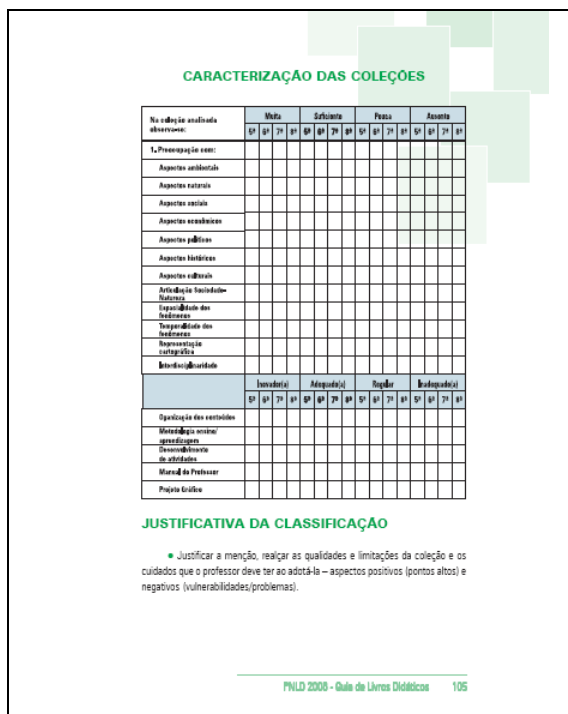 CARACTERIZAÇÃO DAS COLEÇÕES
Na coleção analisada
observa-se:
Muita Suficiente Pouca Ausente
5ª 6ª 7ª 8ª 5ª 6ª 7ª 8ª 5ª 6ª 7ª 8ª 5ª 6ª 7ª 8ª
1. Preocupação com:
Aspectos ambientais
Aspectos naturais
Aspectos sociais
Aspectos econômicos
Aspectos políticos
Aspectos históricos
Aspectos culturais
Articulação Sociedade-
Natureza
Espacialidade dos
fenômenos
Temporalidade dos
fenômenos
Representação
cartográfica
Interdisciplinaridade
Inovador(a) Adequado(a) Regular Inadequado(a)
5ª 6ª 7ª 8ª 5ª 6ª 7ª 8ª 5ª 6ª 7ª 8ª 5ª 6ª 7ª 8ª
Oganização dos conteúdos
Metodologia ensino/
aprendizagem
Desenvolvimento
de atividades
Manual do Professor
Projeto Gráfico
JUSTIFICATIVA DA CLASSIFICAÇÃO
• Justificar a menção, realçar as qualidades e limitações da coleção e os
cuidados que o professor deve ter ao adotá-la – aspectos positivos (pontos altos) e
negativos (vulnerabilidades/problemas).
PNLD 2008 - Guia de Livros Didáticos 105